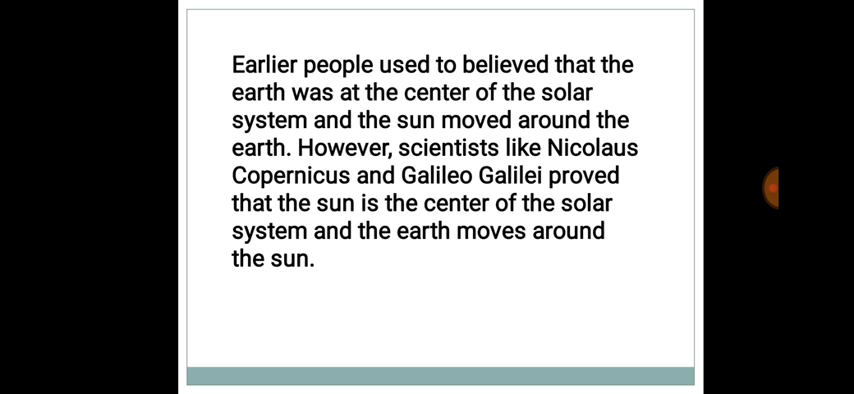 Earlier people used to believed that the
earth was at the center of the solar
system and the sun moved around the
earth. However, scientists like Nicolaus
Copernicus and Galileo Galilei proved
that the sun is the center of the solar
system and the earth moves around
the sun.